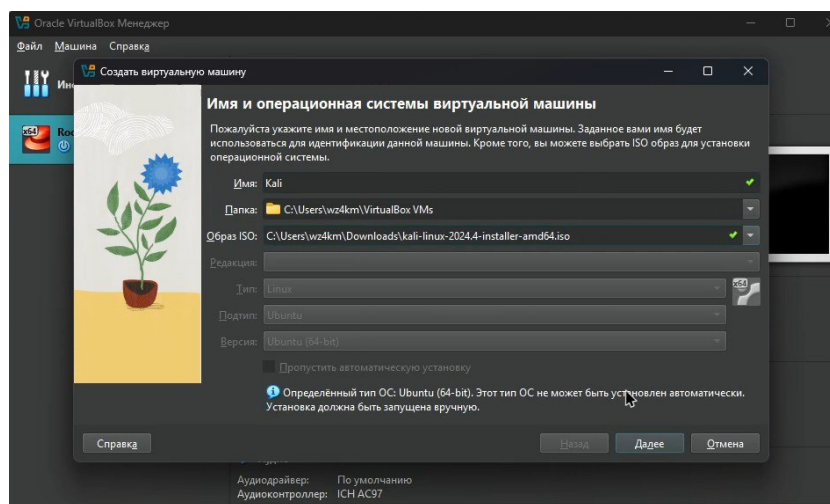 Oracle VirtualBox Менеджер
Файл Машина Справка
Создать виртуальную машину
Имя и операционная системы виртуальной машины
Пожалуйста укажите имя и местоположение новой виртуальной машины. Заданное вами имя будет
использоваться для идентификации данной машины. Кроме того, вы можете выбрать ISO образ для установки
операционной системы.
Имя: Kali
Папка: C:\Users\wz4km\VirtualBox VMs
Образ ISO: C:\Users\wz4km\Downloads\kali-linux-2024.4-installer-amd64.iso
Редакция:
Тип: Linux
x64
Подтип: Ubuntu
Версия: Ubuntu (64-bit)
Пропустить автоматическую установку
Определённый тип ОС: Ubuntu (64-bit). Этот тип ОС не может быть установлен автоматически.
Установка должна быть запущена вручную.
Справка Назад Далее Отмена
Аудиодрайвер: По умолчанию
Аудиоконтроллер: ICH AC97